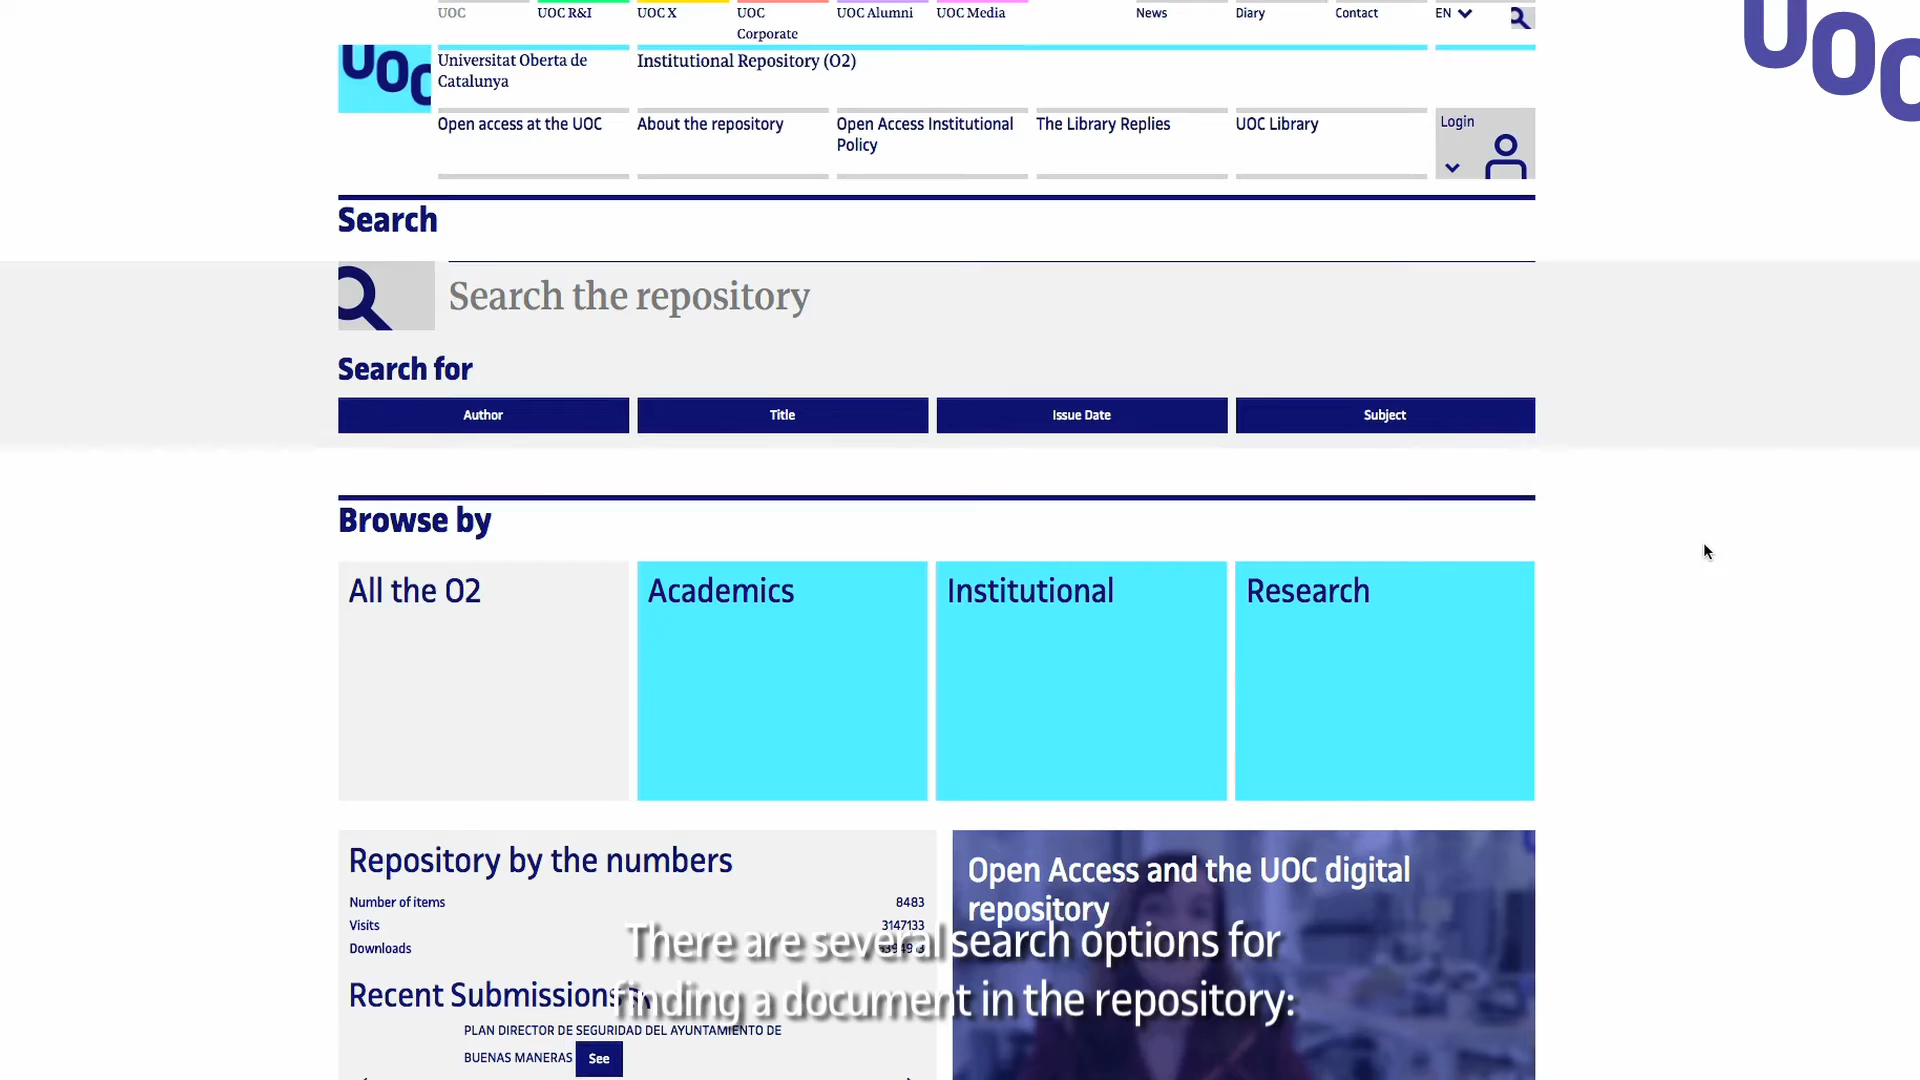 UOC
UOC R&I
UOC X
UOC
Corporate
UOC Alumni
UOC Media
News
Diary
Contact
EN
UOC
UOC
Universitat Oberta de
Catalunya
Institutional Repository (O2)
Open access at the UOC
About the repository
Open Access Institutional
Policy
The Library Replies
UOC Library
Login
Search
Search the repository
Search for
Author
Title
Issue Date
Subject
Browse by
All the O2
Academics
Institutional
Research
Repository by the numbers
Number of items 8483
Visits 3147133
Downloads
Recent Submissions
PLAN DIRECTOR DE SEGURIDAD DEL AYUNTAMIENTO DE
BUENAS MANERAS See
Open Access and the UOC digital
repository
There are several search options for
finding a document in the repository: